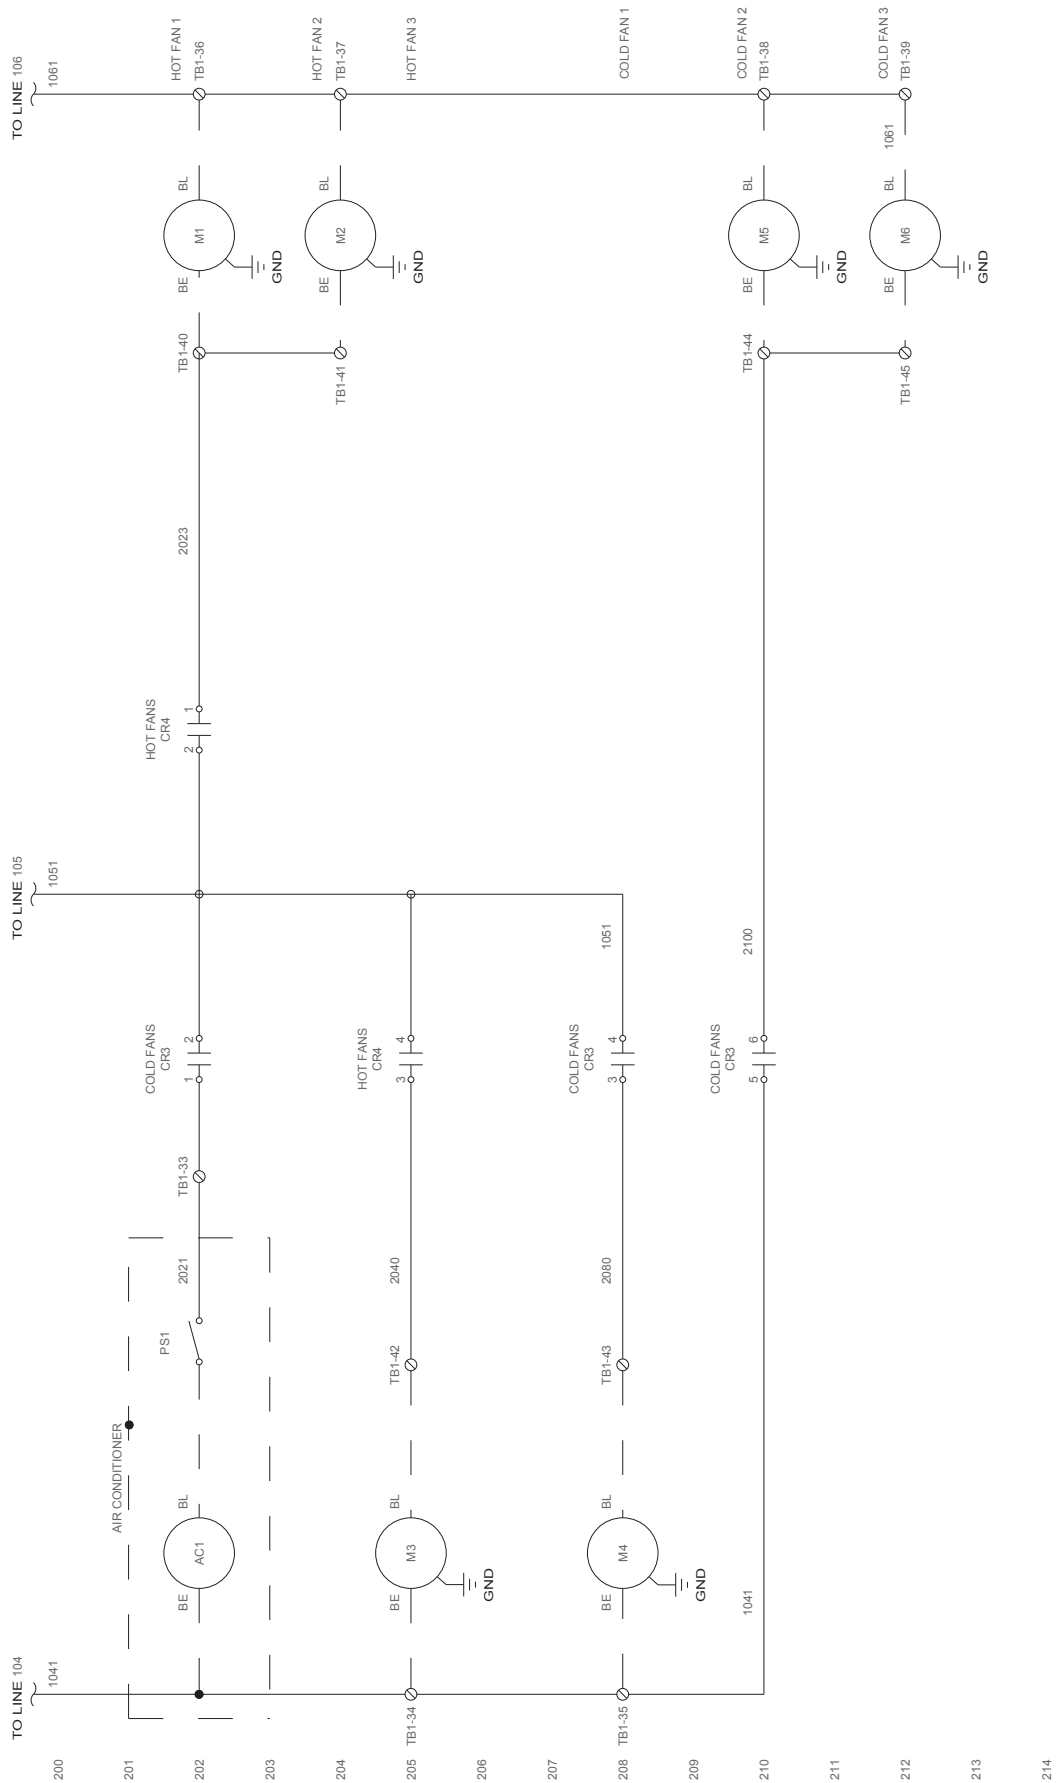 200
TO LINE 104
1041
TO LINE 105
1051
TO LINE 106
1061
201
AIR CONDITIONER
202
BE
AC1
BL
PS1
2021
TB1-33
COLD FANS
CR3
1
2
HOT FANS
CR4
2
1
2023
TB1-40
BE
M1
BL
GND
HOT FAN 1
TB1-36
203
204
TB1-41
BE
M2
BL
GND
HOT FAN 2
TB1-37
205
TB1-34
BE
M3
BL
GND
TB1-42
2040
HOT FANS
CR4
3
4
HOT FAN 3
206
207
208
TB1-35
BE
M4
BL
GND
TB1-43
2080
COLD FANS
CR3
3
4
1051
COLD FAN 1
209
210
1041
COLD FANS
CR3
5
6
2100
TB1-44
BE
M5
BL
GND
COLD FAN 2
TB1-38
211
212
TB1-45
BE
M6
BL
1061
GND
COLD FAN 3
TB1-39
213
214